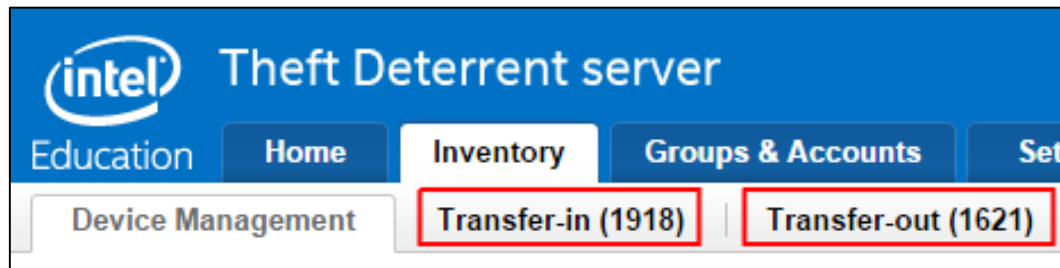 intel Theft Deterrent server
Education Home Inventory Groups & Accounts
Device Management Transfer-in (1918) Transfer-out (1621)